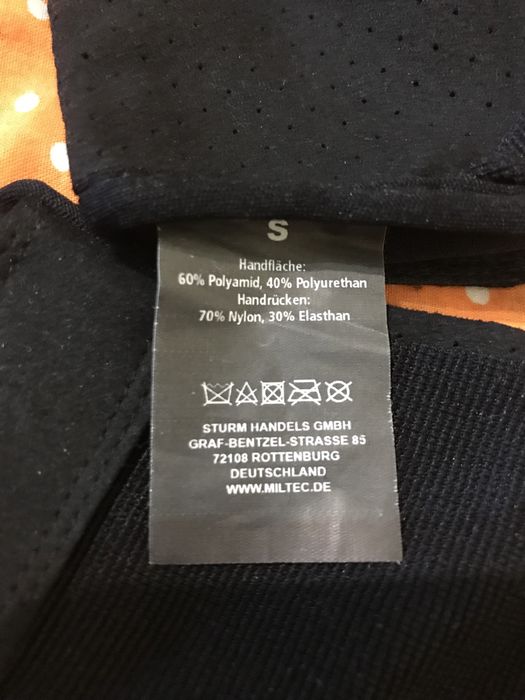 S
Handfläche:
60% Polyamid, 40% Polyurethan
Handrücken:
70% Nylon, 30% Elasthan
STURM HANDELS GMBH
GRAF-BENTZEL-STRASSE 85
72108 ROTTENBURG
DEUTSCHLAND
WWW.MILTEC.DE